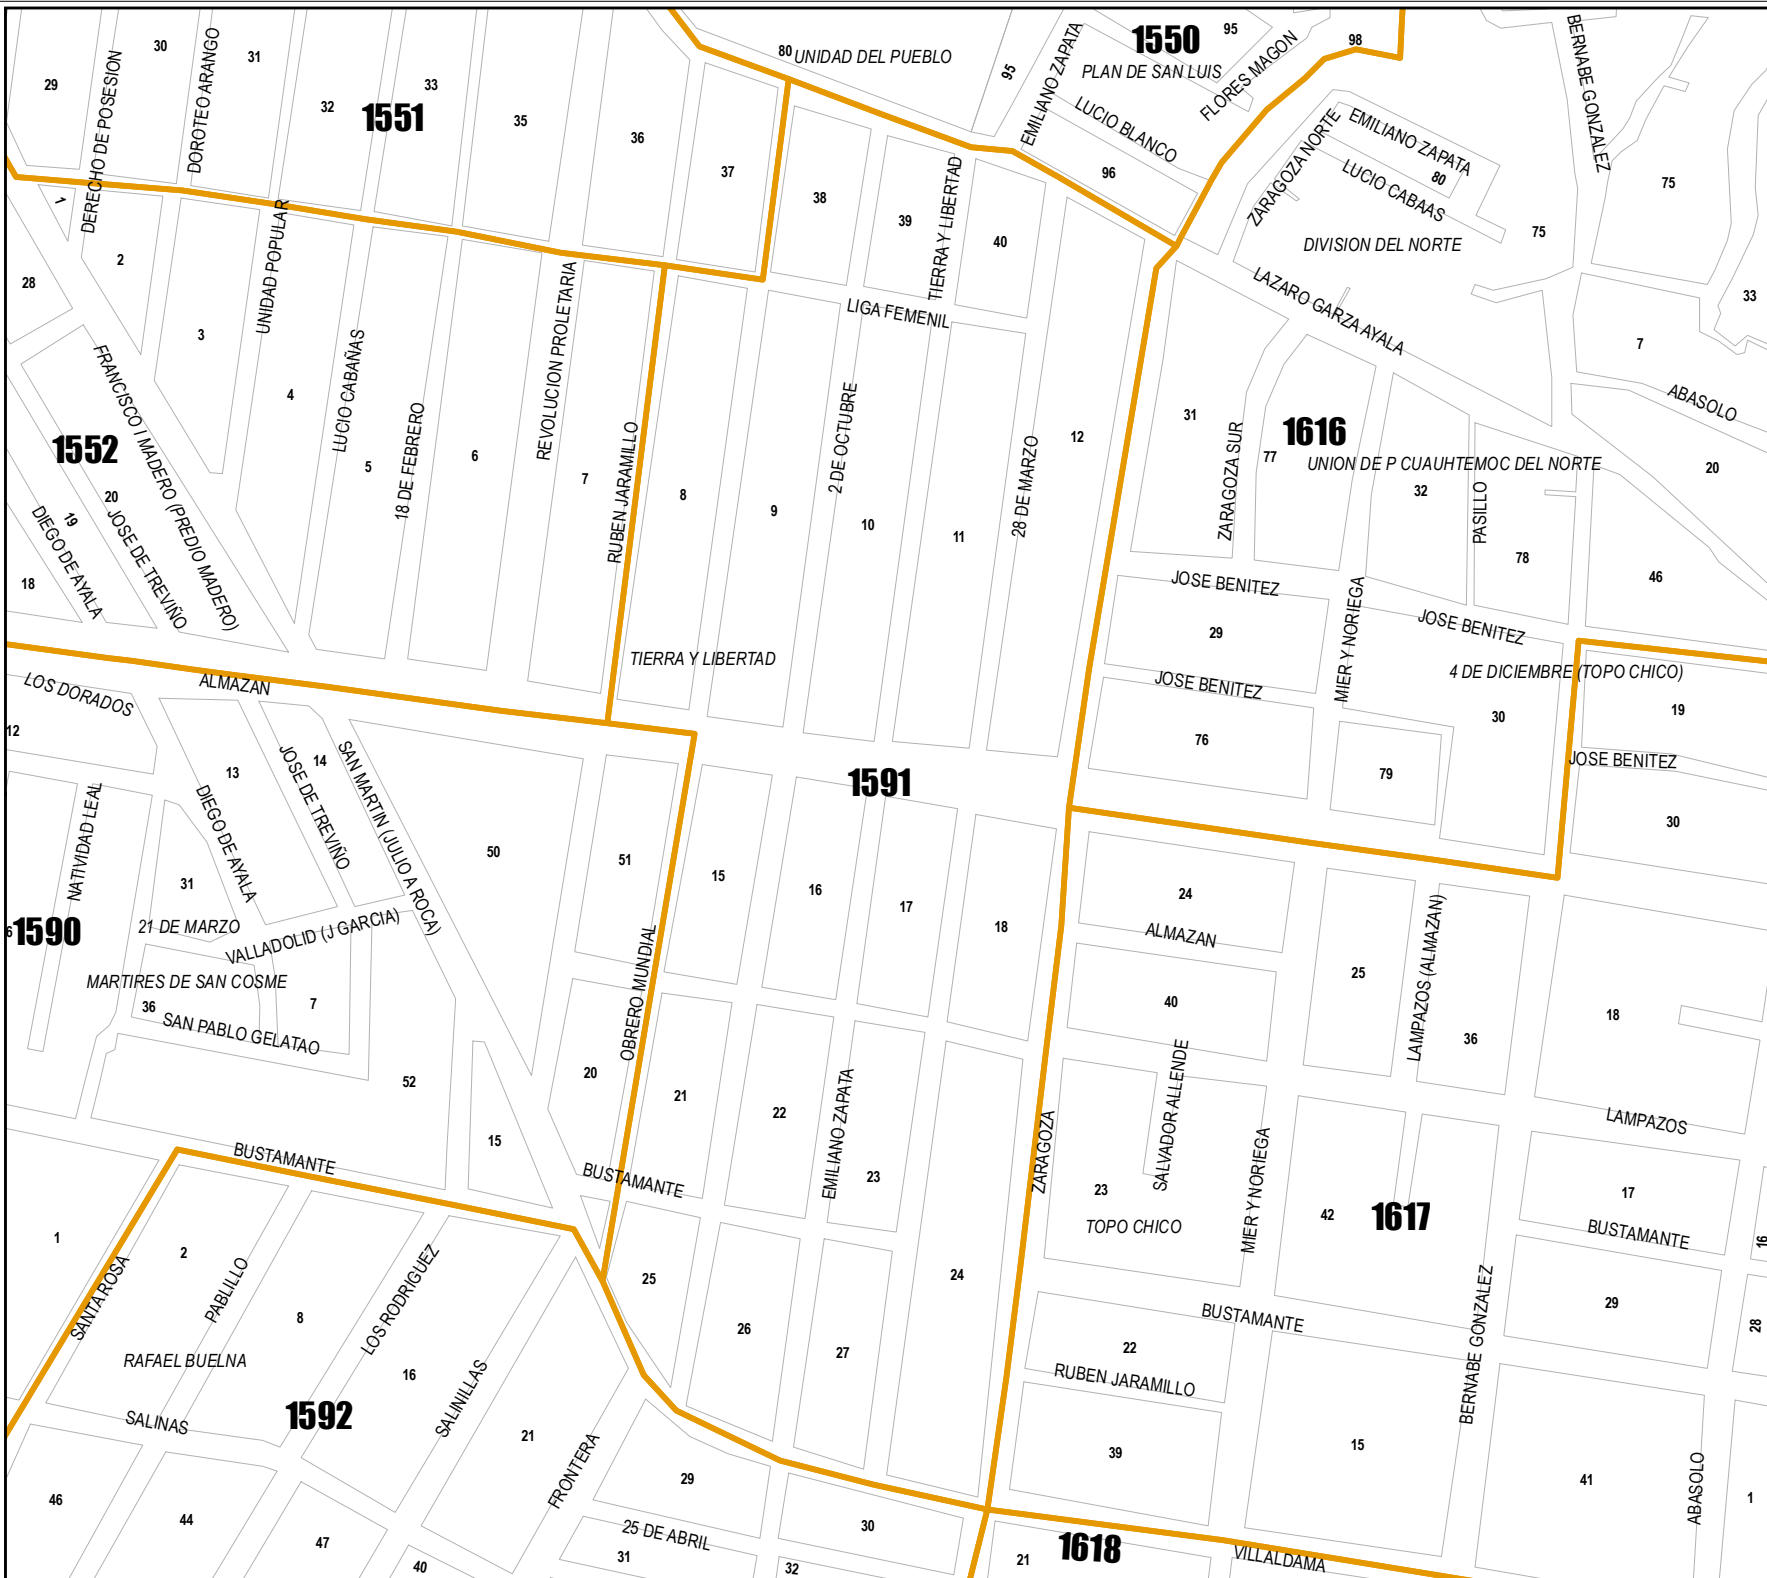 30
31
29
DERECHO DE POSESION
DOROTEO ARANGO
32
1551
33
35
36
37
80
UNIDAD DEL PUEBLO
95
EMILIANO ZAPATA
1550
95
PLAN DE SAN LUIS
FLORES MAGON
LUCIO BLANCO
96
98
BERNABE GONZALEZ
ZARAGOZA NORTE
EMILIANO ZAPATA
80
LUCIO CABAAS
75
75
DIVISION DEL NORTE
33
7
ABASOLO
LAZARO GARZA AYALA
1
2
28
3
UNIDAD POPULAR
4
LUCIO CABAÑAS
5
18 DE FEBRERO
6
REVOLUCION PROLETARIA
7
RUBEN JARAMILLO
38
39
TIERRA Y LIBERTAD
40
LIGA FEMENIL
8
9
2 DE OCTUBRE
10
11
28 DE MARZO
12
31
ZARAGOZA SUR
77
1616
UNION DE P CUAUHTEMOC DEL NORTE
32
PASILLO
78
20
46
FRANCISCO I MADERO (PREDIO MADERO)
1552
20
19
JOSE DE TREVIÑO
DIEGO DE AYALA
18
TIERRA Y LIBERTAD
JOSE BENITEZ
29
MIER Y NORIEGA
JOSE BENITEZ
JOSE BENITEZ
4 DE DICIEMBRE (TOPO CHICO)
30
19
76
79
JOSE BENITEZ
30
LOS DORADOS
ALMAZAN
12
13
14
JOSE DE TREVIÑO
SAN MARTIN (JULIO A ROCA)
DIEGO DE AYALA
NATIVIDAD LEAL
31
50
51
1591
15
16
17
18
24
ALMAZAN
25
LAMPAZOS (ALMAZAN)
36
18
6
1590
21 DE MARZO
VALLADOLID (J GARCIA)
MARTIRES DE SAN COSME
36
7
SAN PABLO GELATAO
52
20
OBRERO MUNDIAL
21
22
EMILIANO ZAPATA
23
40
SALVADOR ALLENDE
ZARAGOZA
23
TOPO CHICO
MIER Y NORIEGA
42
1617
LAMPAZOS
17
BUSTAMANTE
16
15
BUSTAMANTE
BUSTAMANTE
1
2
SANTA ROSA
PABLILLO
8
LOS RODRIGUEZ
RAFAEL BUELNA
16
SALINILLAS
SALINAS
1592
21
FRONTERA
25
26
27
24
BUSTAMANTE
22
RUBEN JARAMILLO
BERNABE GONZALEZ
29
28
39
15
41
ABASOLO
1
46
44
47
40
29
25 DE ABRIL
31
30
32
21
1618
VILLALDAMA